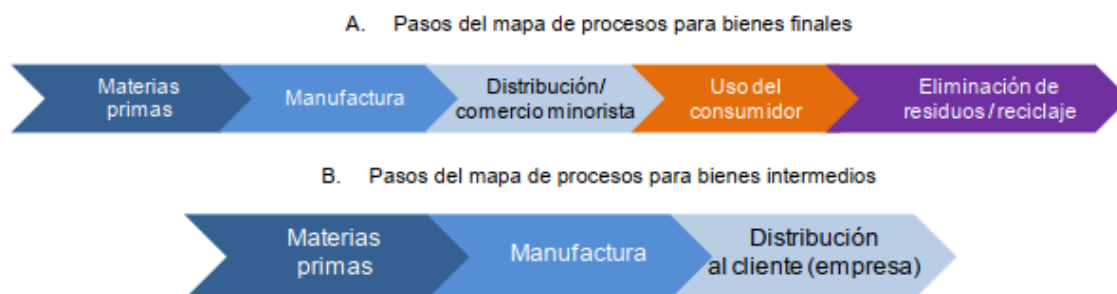 A. Pasos del mapa de procesos para bienes finales
Materias
primas
Manufactura
Distribución/
comercio minorista
Uso del
consumidor
Eliminación de
residuos/reciclaje
B. Pasos del mapa de procesos para bienes intermedios
Materias
primas
Manufactura
Distribución
al cliente (empresa)